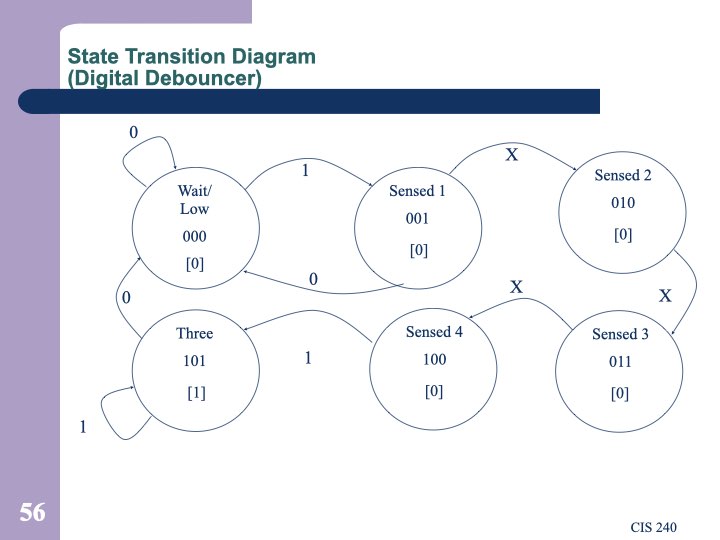 State Transition Diagram
(Digital Debouncer)
0
1
X
Wait/
Low
000
[0]
Sensed 1
001
[0]
Sensed 2
010
[0]
0
0
X
X
Three
101
[1]
1
Sensed 4
100
[0]
Sensed 3
011
[0]
1
56
CIS 240